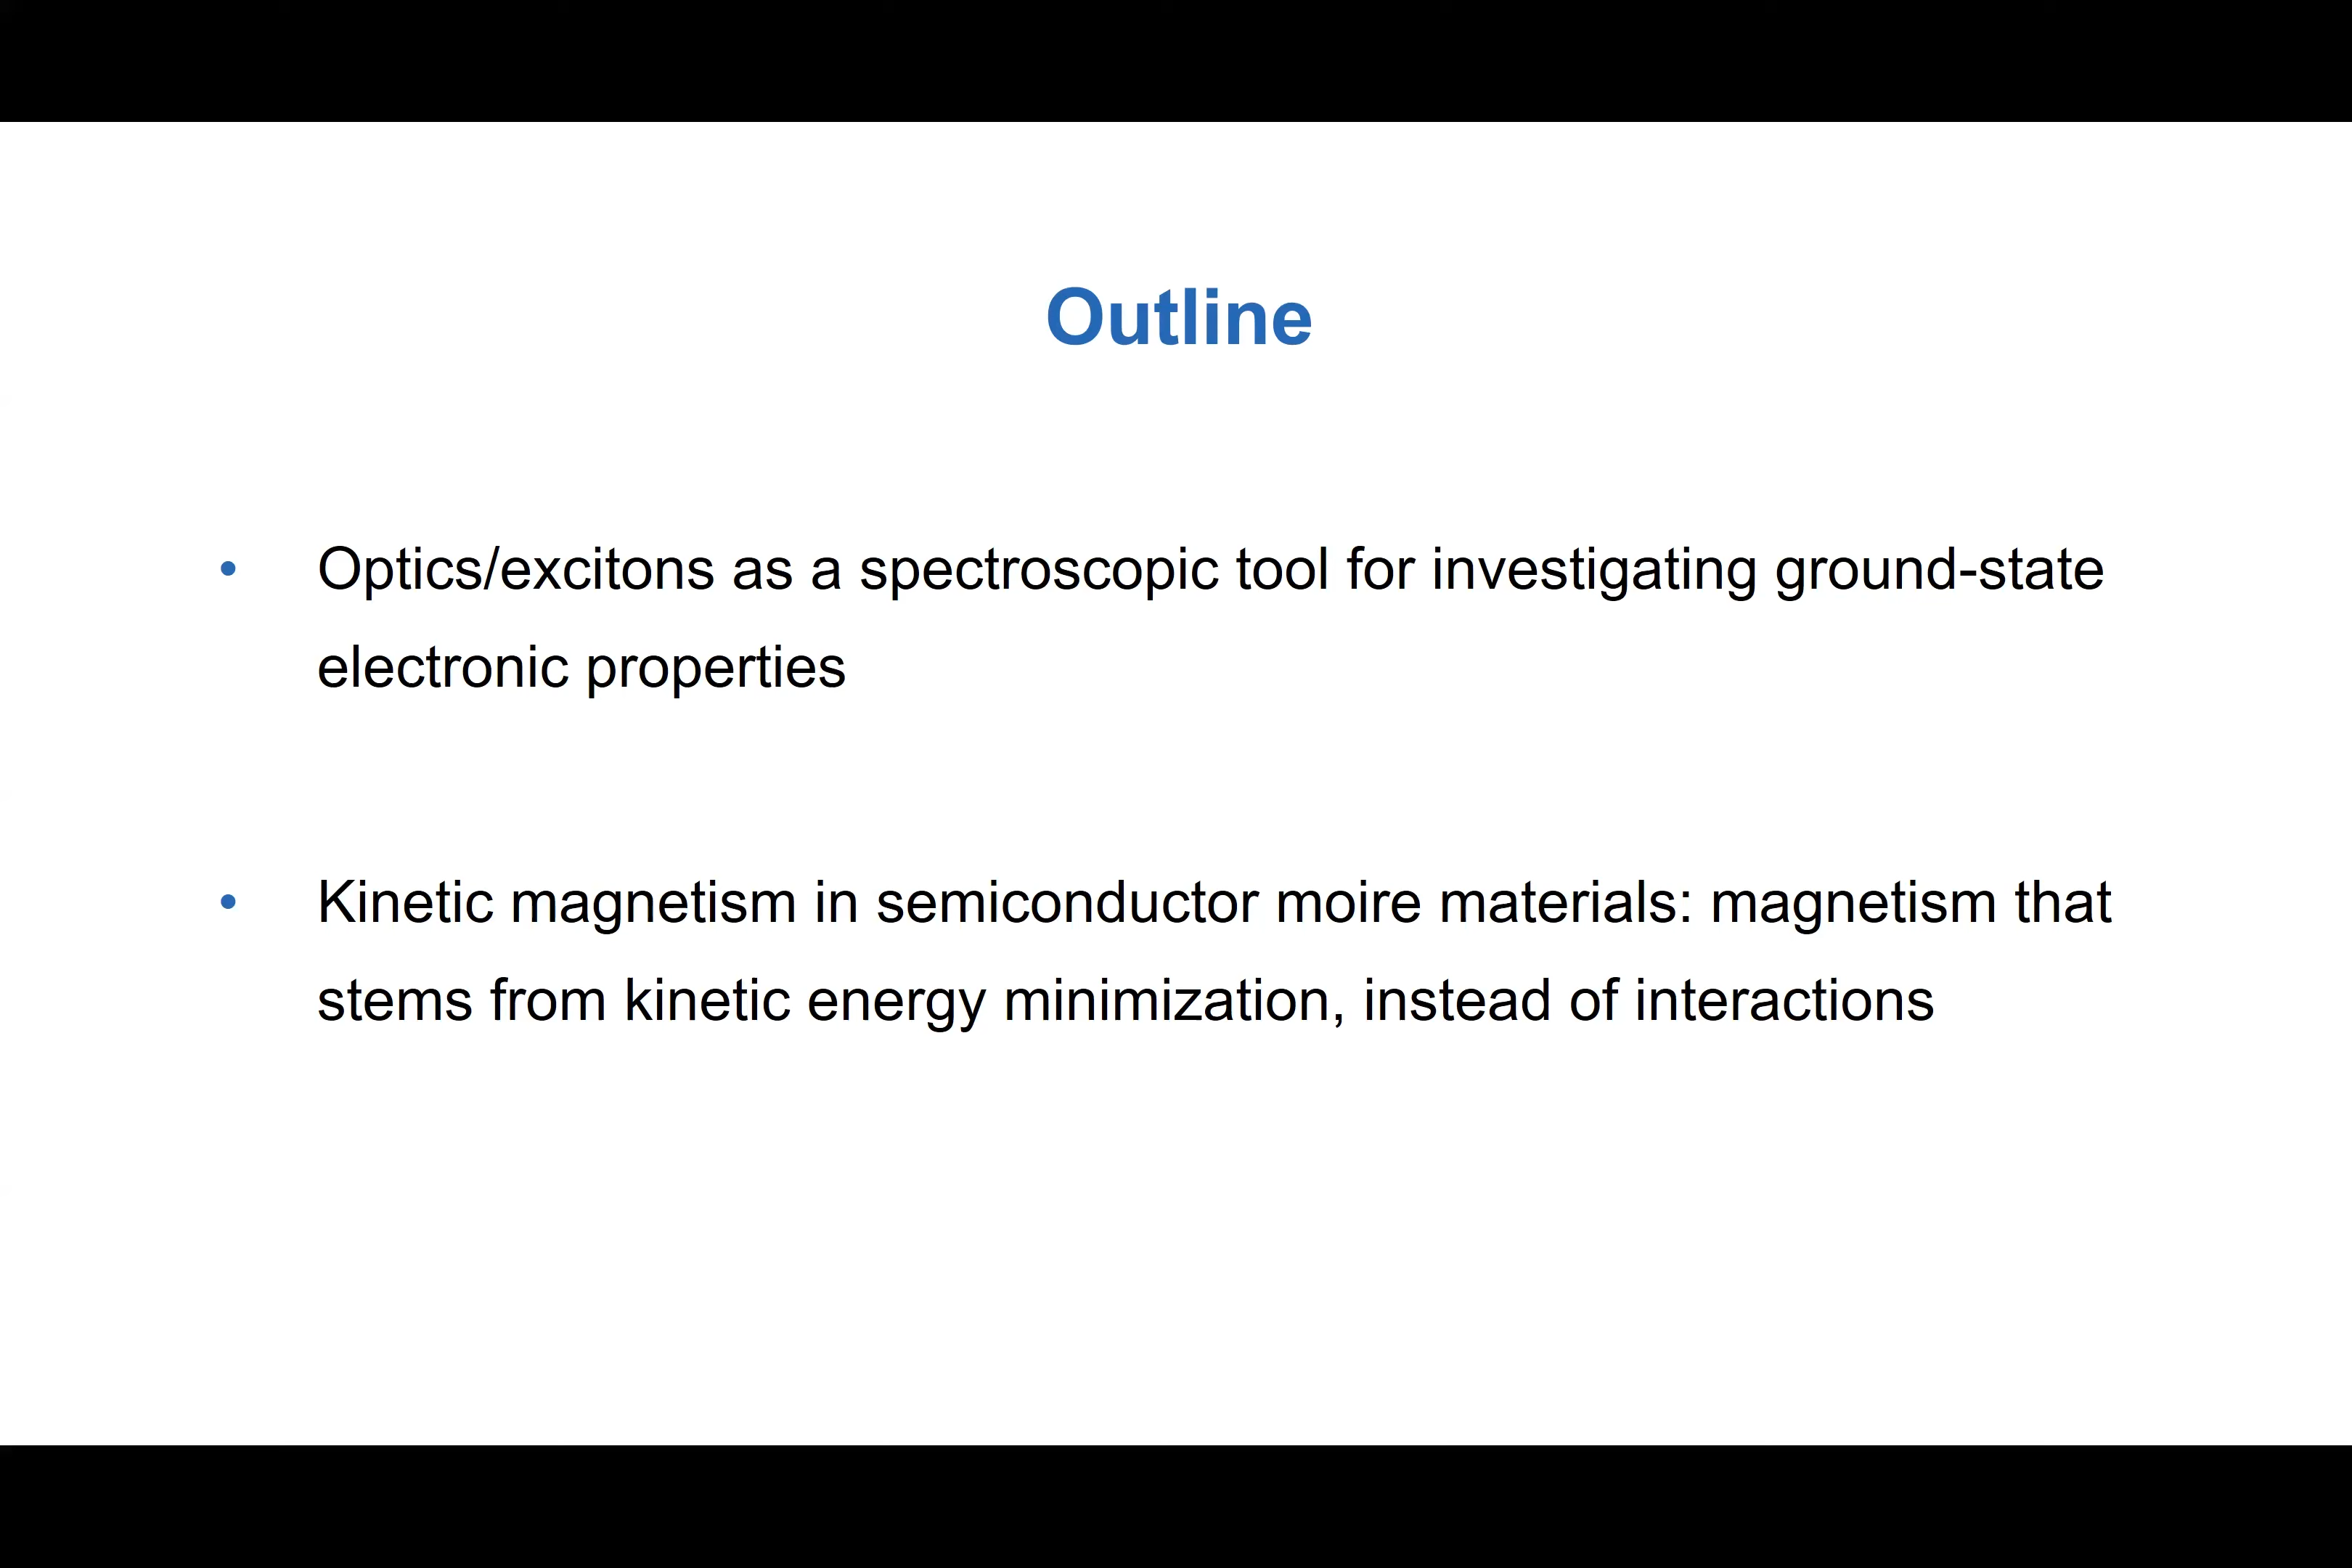 Outline
• Optics/excitons as a spectroscopic tool for investigating ground-state
electronic properties
• Kinetic magnetism in semiconductor moire materials: magnetism that
stems from kinetic energy minimization, instead of interactions